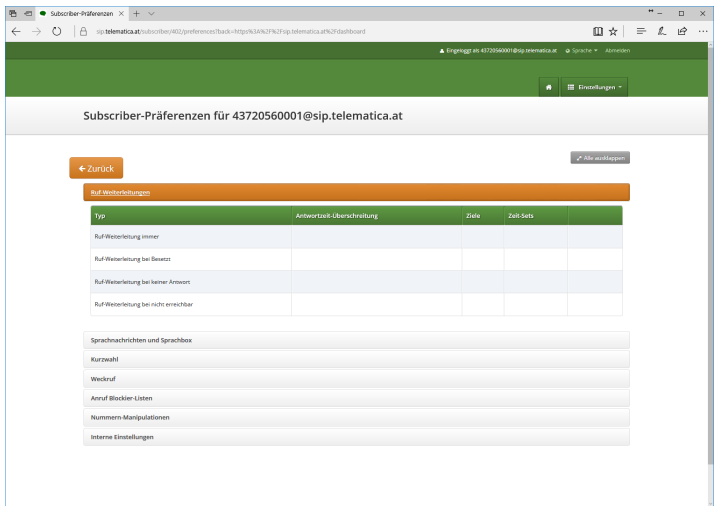 Subscriber-Präferenzen
sip.telematica.at/subscriber/402/preferences?back=https%3A%2F%2Fsip.telematica.at%2Fdashboard
Eingeloggt als 43720560001@sip.telematica.at Sprache Abmelden
Einstellungen
Subscriber-Präferenzen für 43720560001@sip.telematica.at
Alle ausklappen
Zurück
Ruf-Weiterleitungen
Typ Antwortzeit-Überschreitung Ziele Zeit-Sets
Ruf-Weiterleitung immer
Ruf-Weiterleitung bei Besetzt
Ruf-Weiterleitung bei keiner Antwort
Ruf-Weiterleitung bei nicht erreichbar
Sprachnachrichten und Sprachbox
Kurzwahl
Weckruf
Anruf Blockier-Listen
Nummern-Manipulationen
Interne Einstellungen